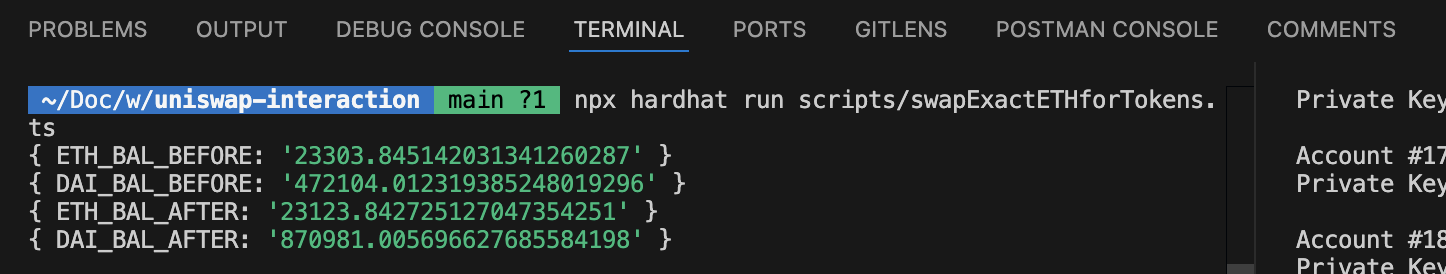 PROBLEMS OUTPUT DEBUG CONSOLE TERMINAL PORTS GITLENS POSTMAN CONSOLE COMMENTS
~/Doc/w/uniswap-interaction main ?1 npx hardhat run scripts/swapExactETHforTokens.
ts
{ ETH_BAL_BEFORE: '23303.845142031341260287' }
{ DAI_BAL_BEFORE: '472104.012319385248019296' }
{ ETH_BAL_AFTER: '23123.842725127047354251' }
{ DAI_BAL_AFTER: '870981.005696627685584198' }
Private Key
Account #17
Private Key
Account #18
Private Key